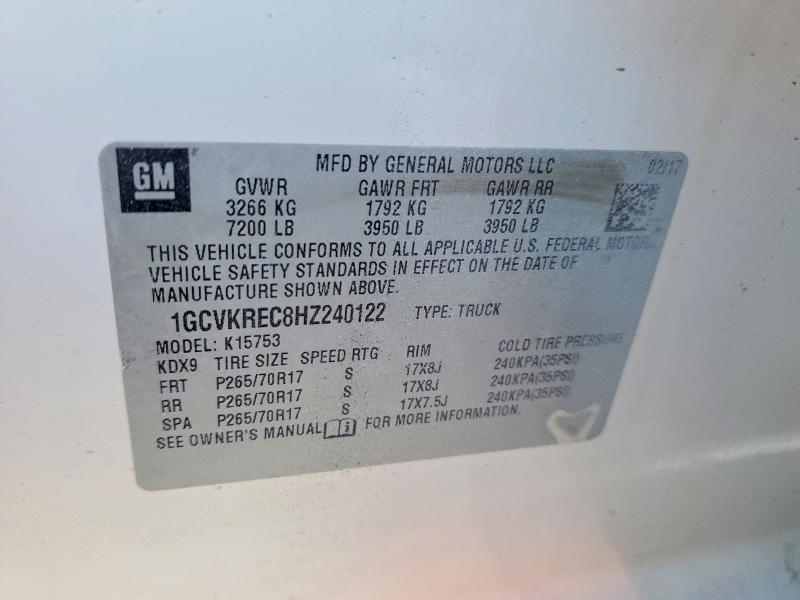 GM
MFD BY GENERAL MOTORS LLC 02/17
GVWR GAWR FRT GAWR RR
3266 KG 1792 KG 1792 KG
7200 LB 3950 LB 3950 LB
THIS VEHICLE CONFORMS TO ALL APPLICABLE U.S. FEDERAL MOTOR
VEHICLE SAFETY STANDARDS IN EFFECT ON THE DATE OF
MANUFACTURE SHOWN ABOVE.
1GCVKREC8HZ240122 TYPE: TRUCK
MODEL: K15753
KDX9 TIRE SIZE SPEED RTG RIM COLD TIRE PRESSURE
FRT P265/70R17 S 17X8J 240KPA(35PSI)
RR P265/70R17 S 17X8J 240KPA(35PSI)
SPA P265/70R17 S 17X7.5J 240KPA(35PSI)
SEE OWNER'S MANUAL FOR MORE INFORMATION.